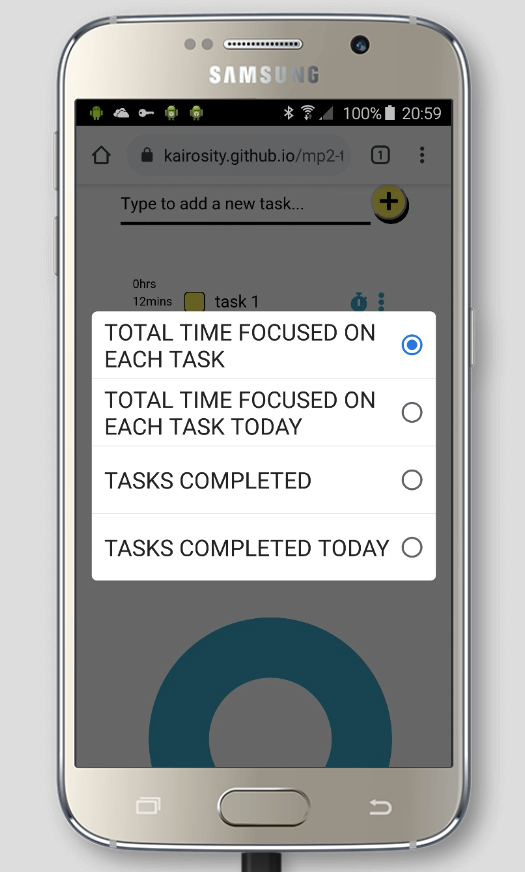 SAMSUNG
100% 20:59
kairosity.github.io/mp2-t
1
Type to add a new task...
0hrs
12mins
task 1
TOTAL TIME FOCUSED ON
EACH TASK
TOTAL TIME FOCUSED ON
EACH TASK TODAY
TASKS COMPLETED
TASKS COMPLETED TODAY